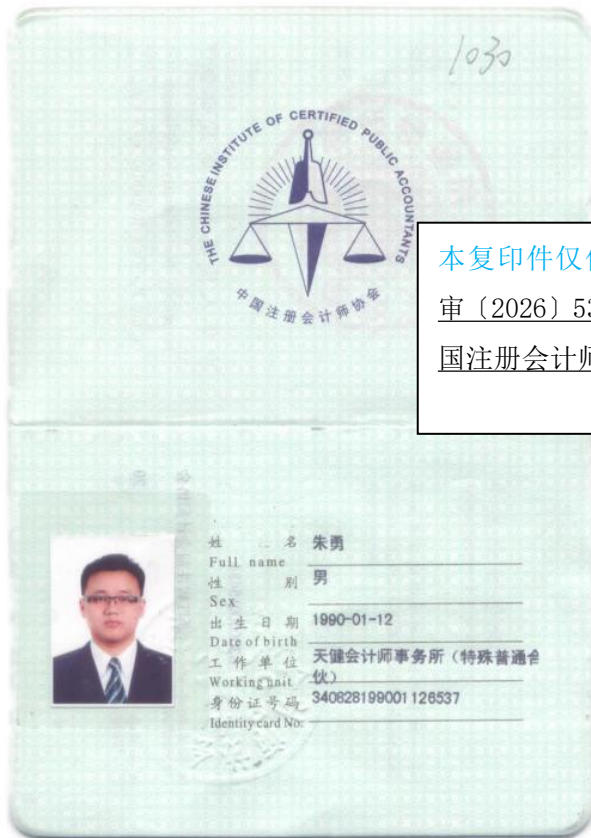 1030
THE CHINESE INSTITUTE OF CERTIFIED PUBLIC ACCOUNTANTS
中国注册会计师协会
本复印件仅
审〔2026〕53
国注册会计师
姓 名 朱勇
Full name
性 别 男
Sex
出生日期 1990-01-12
Date of birth
工作单位 天健会计师事务所（特殊普通合
Working unit 伙）
身份证号码 340828199001126537
Identity card No.